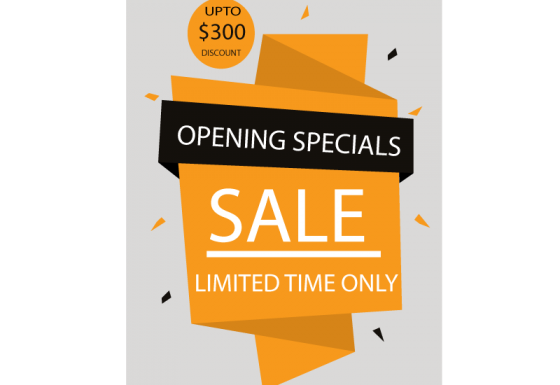 UPTO
$300
DISCOUNT
OPENING SPECIALS
SALE
LIMITED TIME ONLY